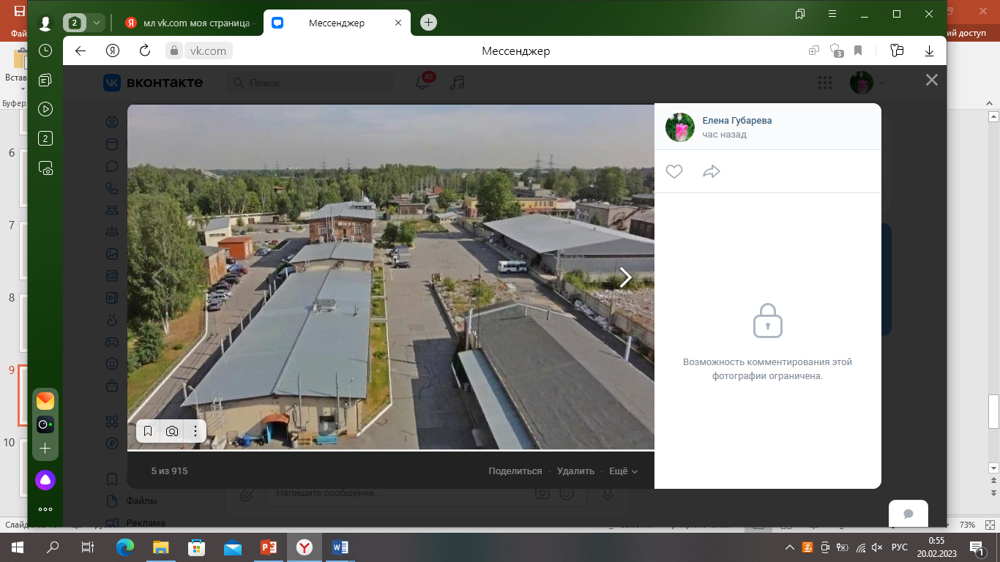 2
мл vk.com моя страница -
Мессенджер
Фай
ий доступ
vk.com
Мессенджер
3
Встав
Буфер
вконтакте
Поиск
45
Елена Губарева
час назад
2
6
7
8
9
10
Возможность комментирования этой
фотографии ограничена.
5 из 915
Поделиться · Удалить · Ещё
Напишите сообщение...
Файлы
Реклама
Слайд
73%
РУС
0:55
20.02.2023
1